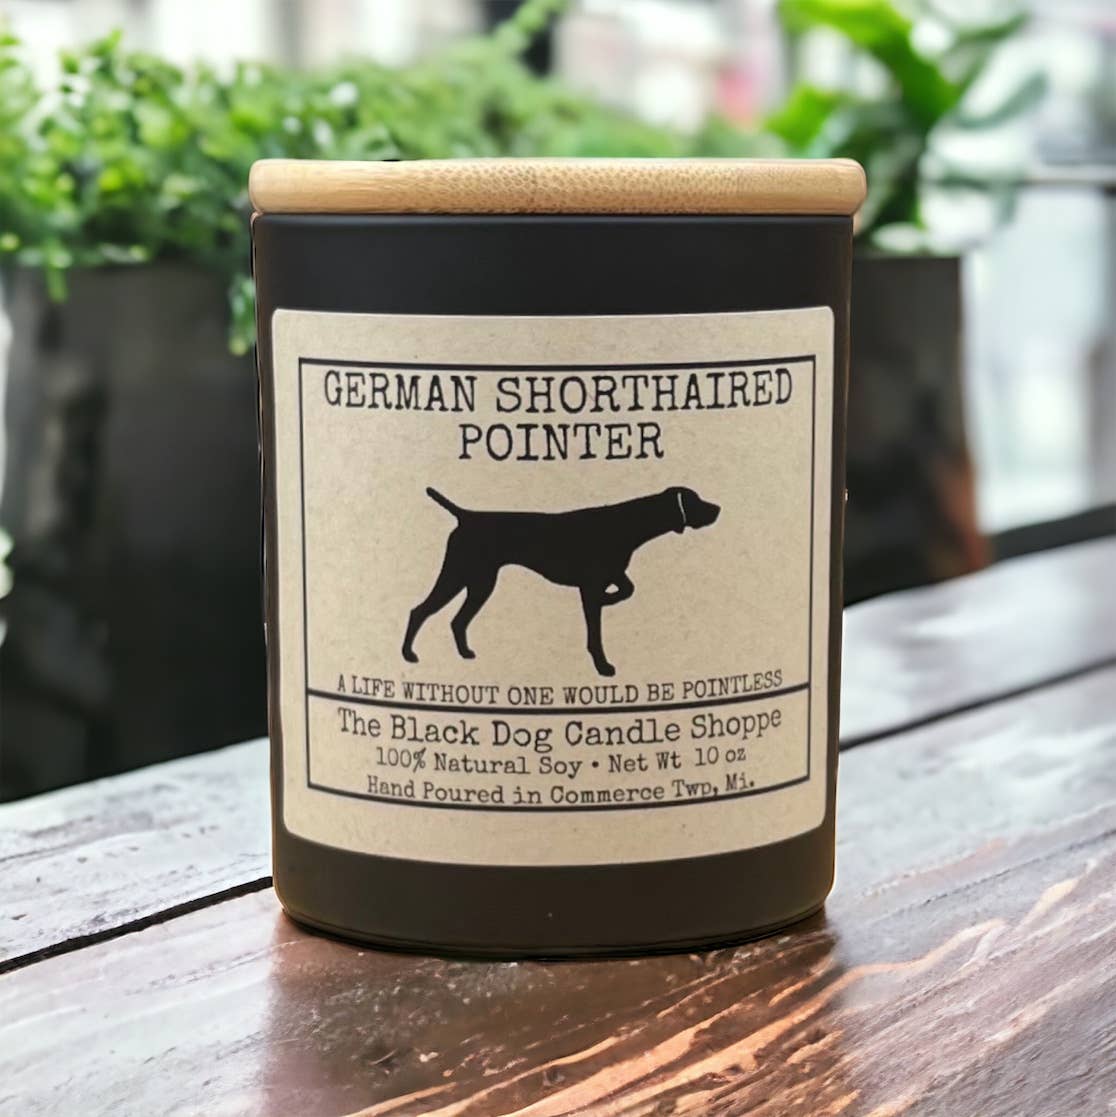 GERMAN SHORTHAIRED
POINTER
A LIFE WITHOUT ONE WOULD BE POINTLESS
The Black Dog Candle Shoppe
100% Natural Soy • Net Wt 10 oz
Hand Poured in Commerce Twp, Mi.